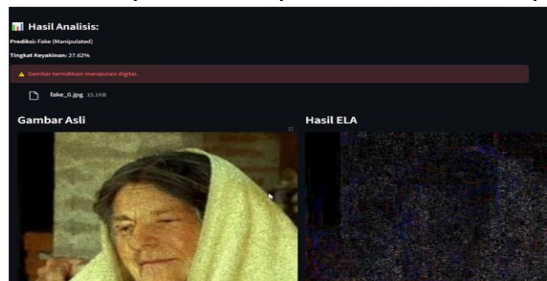 Hasil Analisis:
Prediksi: Fake (Manipulated)
Tingkat Keyakinan: 27.62%
Gambar terindikasi manipulasi digital.
fake_0.jpg 15.1KB
Gambar Asli
Hasil ELA